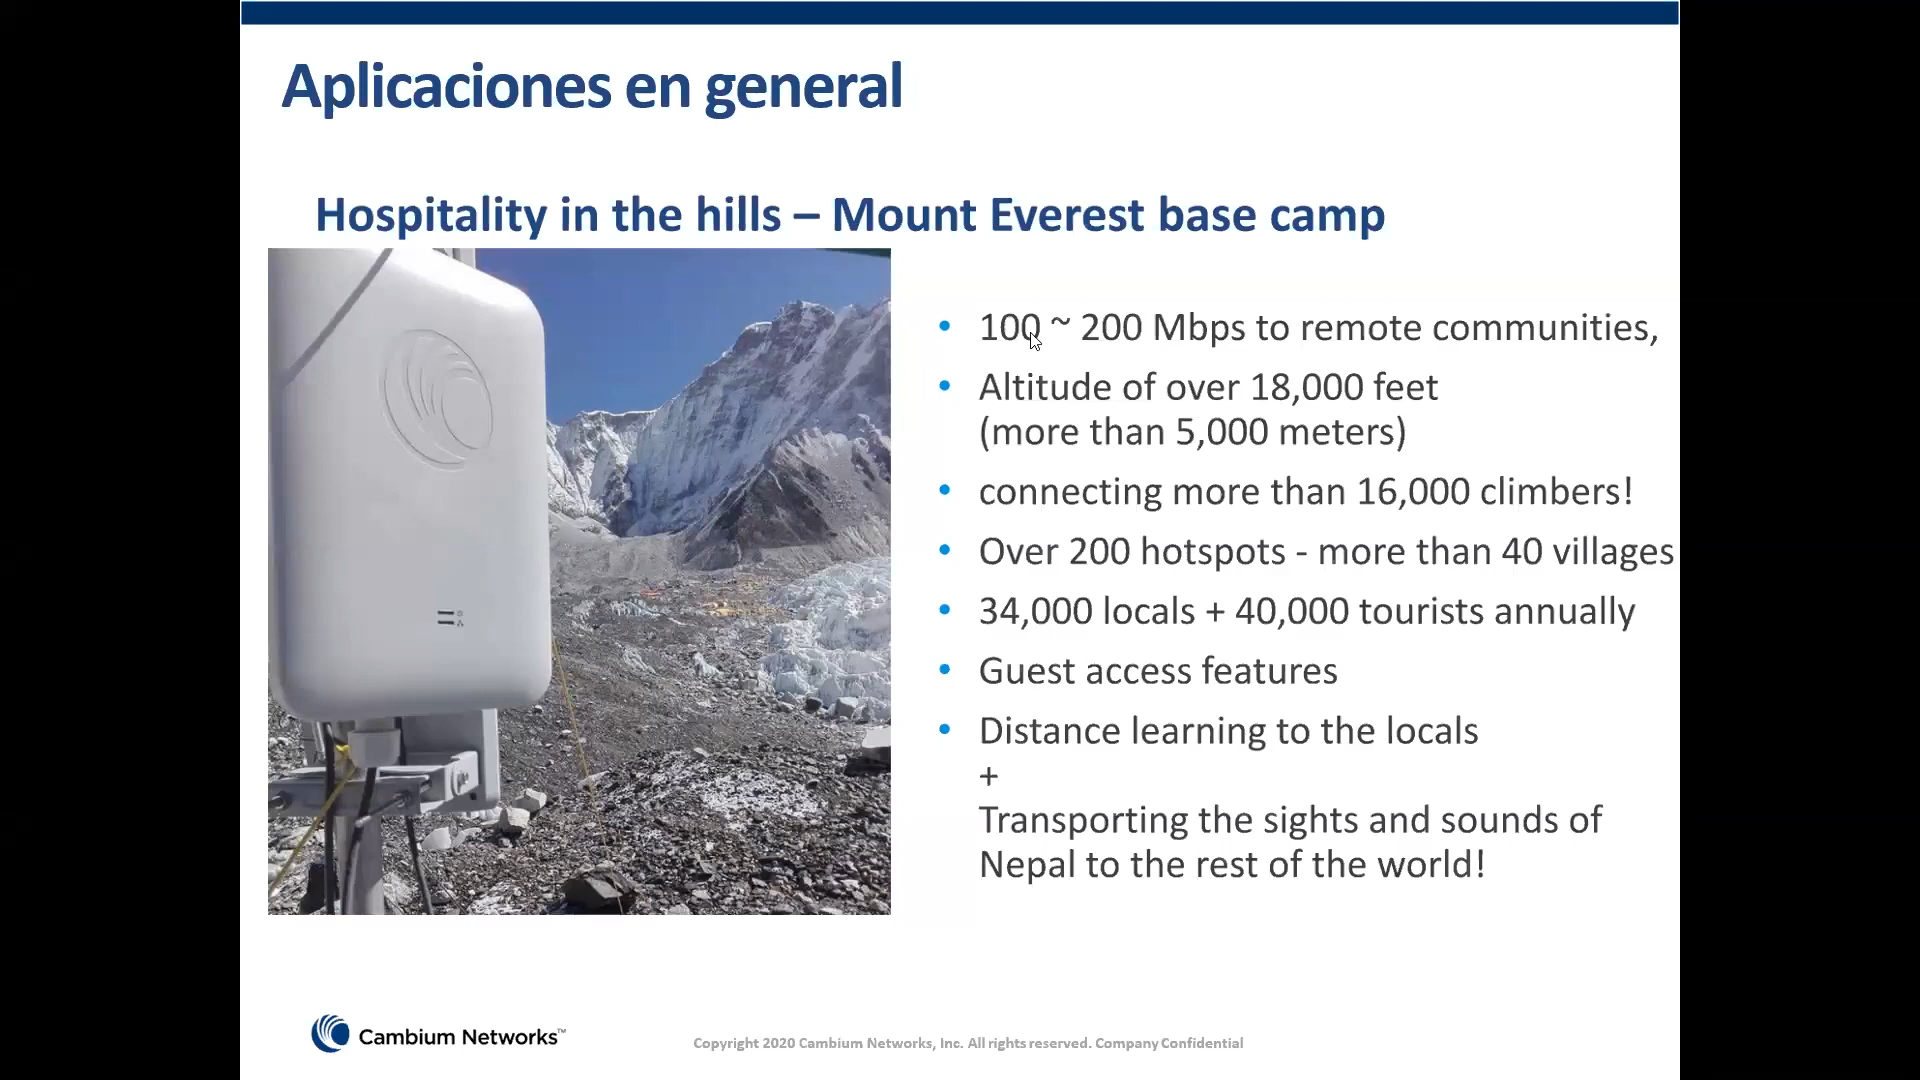 Aplicaciones en general
Hospitality in the hills – Mount Everest base camp
100 ~ 200 Mbps to remote communities,
Altitude of over 18,000 feet
(more than 5,000 meters)
connecting more than 16,000 climbers!
Over 200 hotspots - more than 40 villages
34,000 locals + 40,000 tourists annually
Guest access features
Distance learning to the locals
+
Transporting the sights and sounds of
Nepal to the rest of the world!
Cambium Networks™
Copyright 2020 Cambium Networks, Inc. All rights reserved. Company Confidential